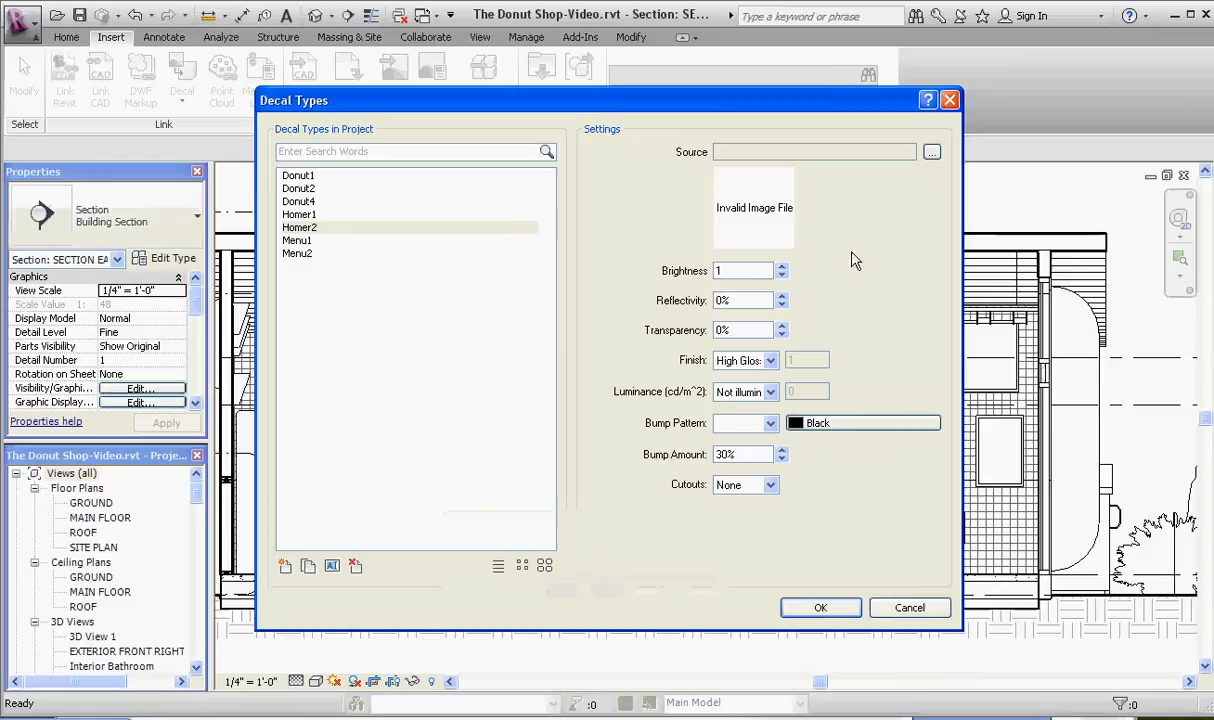 The Donut Shop-Video.rvt - Section: SE...
Type a keyword or phrase
Sign In
Home Insert Annotate Analyze Structure Massing & Site Collaborate View Manage Add-Ins Modify
Modify
Link Revit
Link CAD
DWF Markup
Decal
Point Cloud
Select
Link
Decal Types
Decal Types in Project
Enter Search Words
Donut1
Donut2
Donut4
Homer1
Homer2
Menu1
Menu2
Settings
Source
...
Invalid Image File
Brightness 1
Reflectivity: 0%
Transparency: 0%
Finish: High Glos: 1
Luminance (cd/m^2): Not illumin 0
Bump Pattern: Black
Bump Amount: 30%
Cutouts: None
OK
Cancel
Properties
Section
Building Section
Section: SECTION EA
Edit Type
Graphics
View Scale 1/4" = 1'-0"
Scale Value 1: 48
Display Model Normal
Detail Level Fine
Parts Visibility Show Original
Detail Number 1
Rotation on Sheet None
Visibility/Graphi... Edit...
Graphic Display... Edit...
Properties help
Apply
The Donut Shop-Video.rvt - Proje...
Views (all)
Floor Plans
GROUND
MAIN FLOOR
ROOF
SITE PLAN
Ceiling Plans
GROUND
MAIN FLOOR
ROOF
3D Views
3D View 1
EXTERIOR FRONT RIGHT
Interior Bathroom
1/4" = 1'-0"
Ready
:0
Main Model
:0